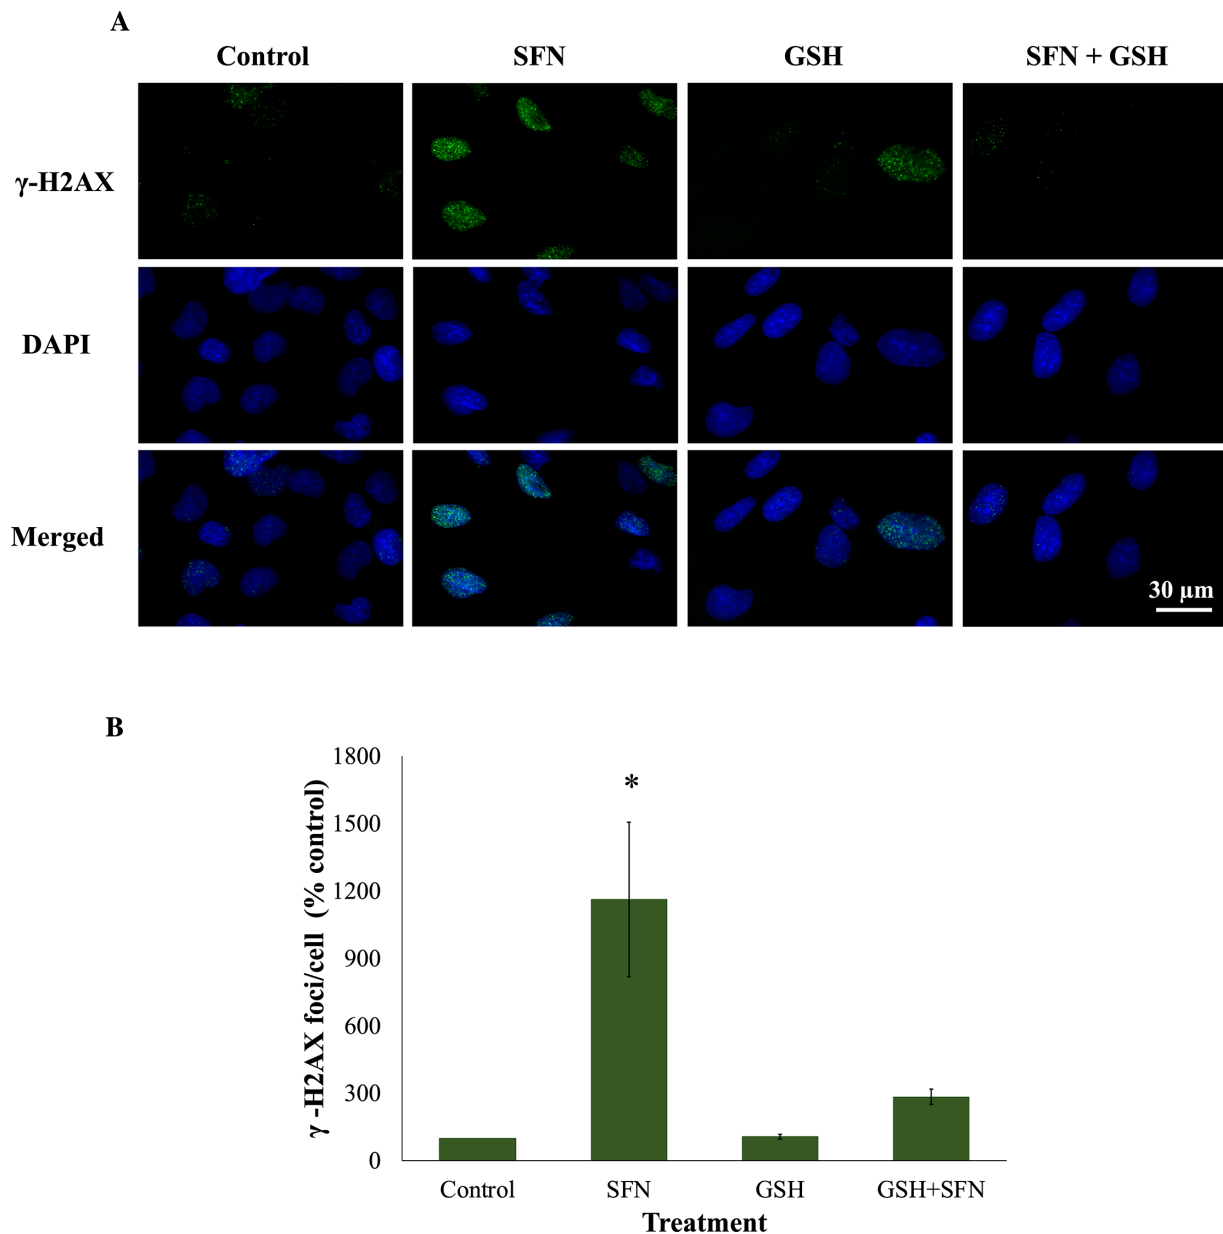 A
Control SFN GSH SFN + GSH
γ-H2AX
DAPI
Merged
30 µm
B
γ -H2AX foci/cell (% control)
1800
1500
1200
900
600
300
0
*
Control SFN GSH GSH+SFN
Treatment